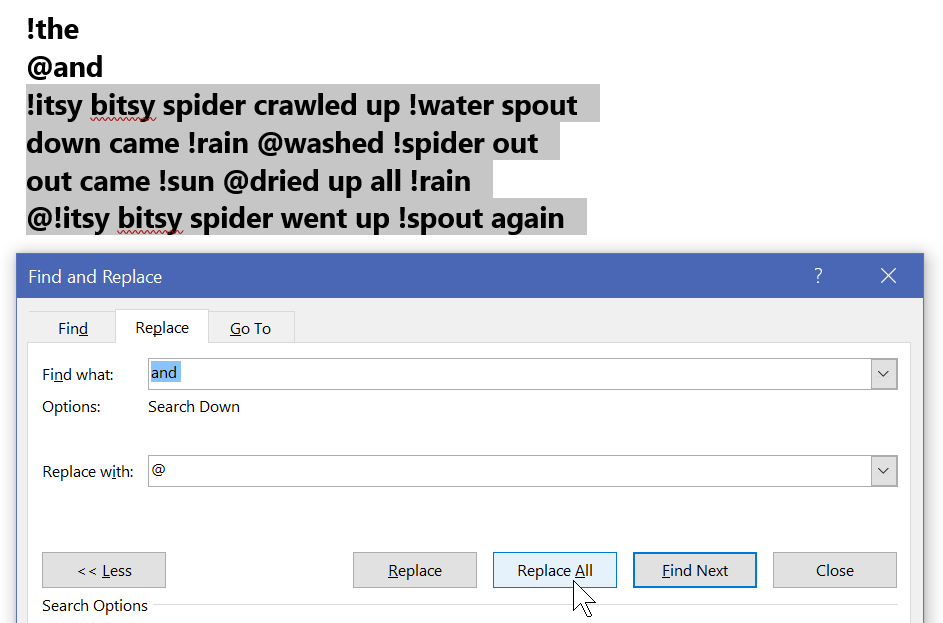 !the
@and
!itsy bitsy spider crawled up !water spout
down came !rain @washed !spider out
out came !sun @dried up all !rain
@!itsy bitsy spider went up !spout again
Find and Replace ?
Find Replace Go To
Find what: and
Options: Search Down
Replace with: @
<< Less Replace Replace All Find Next Close
Search Options